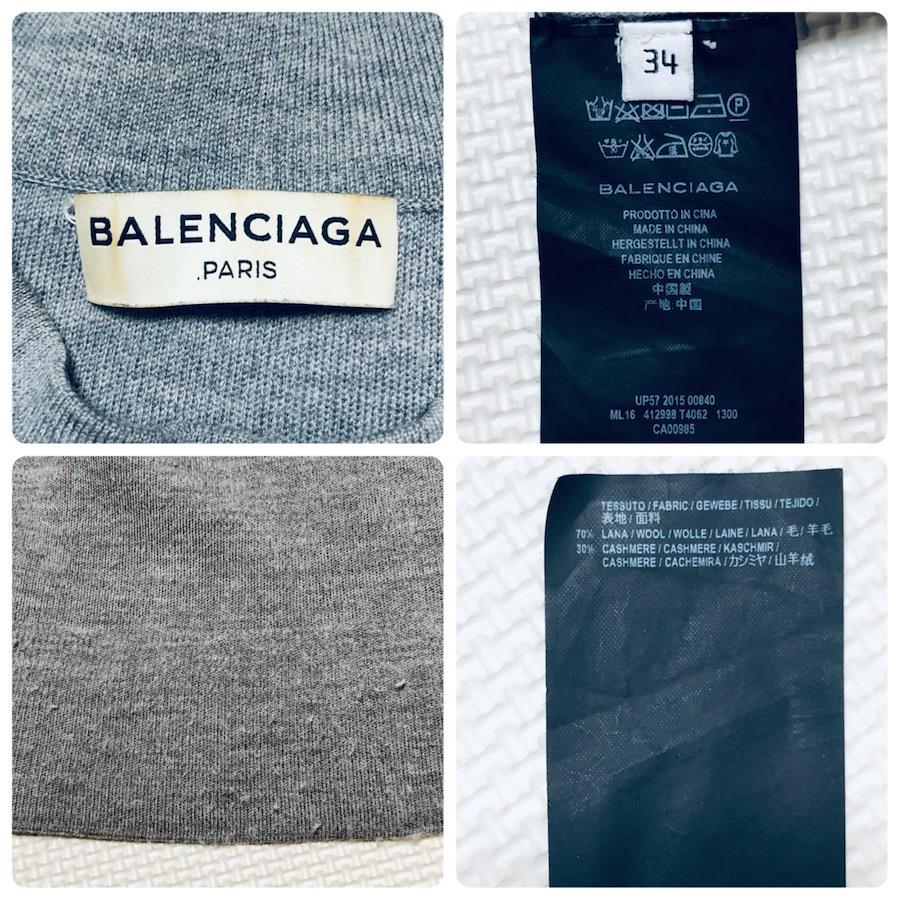 BALENCIAGA
.PARIS
34
BALENCIAGA
PRODOTTO IN CINA
MADE IN CHINA
HERGESTELLT IN CHINA
FABRIQUE EN CHINE
HECHO EN CHINA
中国製
产地:中国
UP57 2015 00840
ML16 412998 T4062 1300
CA00985
TESSUTO / FABRIC / GEWEBE / TISSU / TEJIDO /
表地 / 面料
70% LANA / WOOL / WOLLE / LAINE / LANA / 毛 / 羊毛
30% CASHMERE / CASHMERE / KASCHMIR /
CASHMERE / CACHEMIRA / カシミヤ / 山羊绒